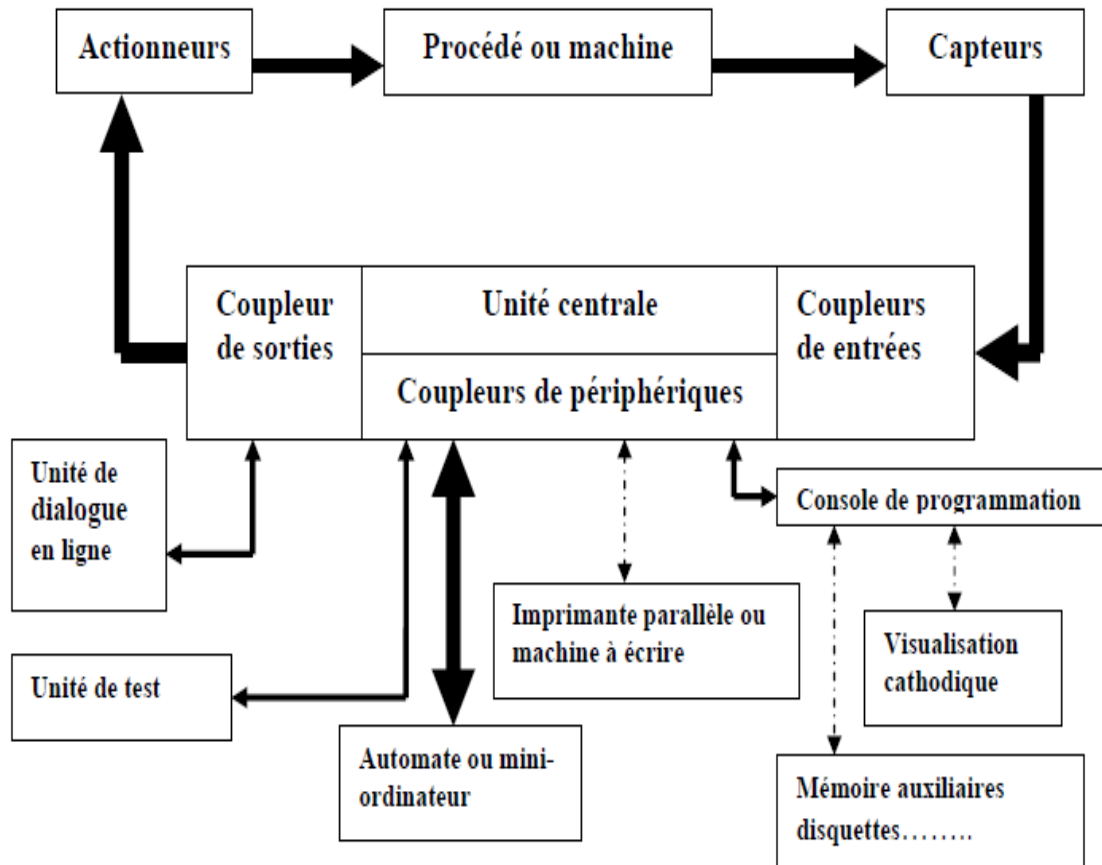 Actionneurs
Procédé ou machine
Capteurs
Coupleur
de sorties
Unité centrale
Coupleurs
de entrées
Coupleurs de périphériques
Unité de
dialogue
en ligne
Console de programmation
Imprimante parallèle ou
machine à écrire
Visualisation
cathodique
Unité de test
Automate ou mini-
ordinateur
Mémoire auxiliaires
disquettes……..